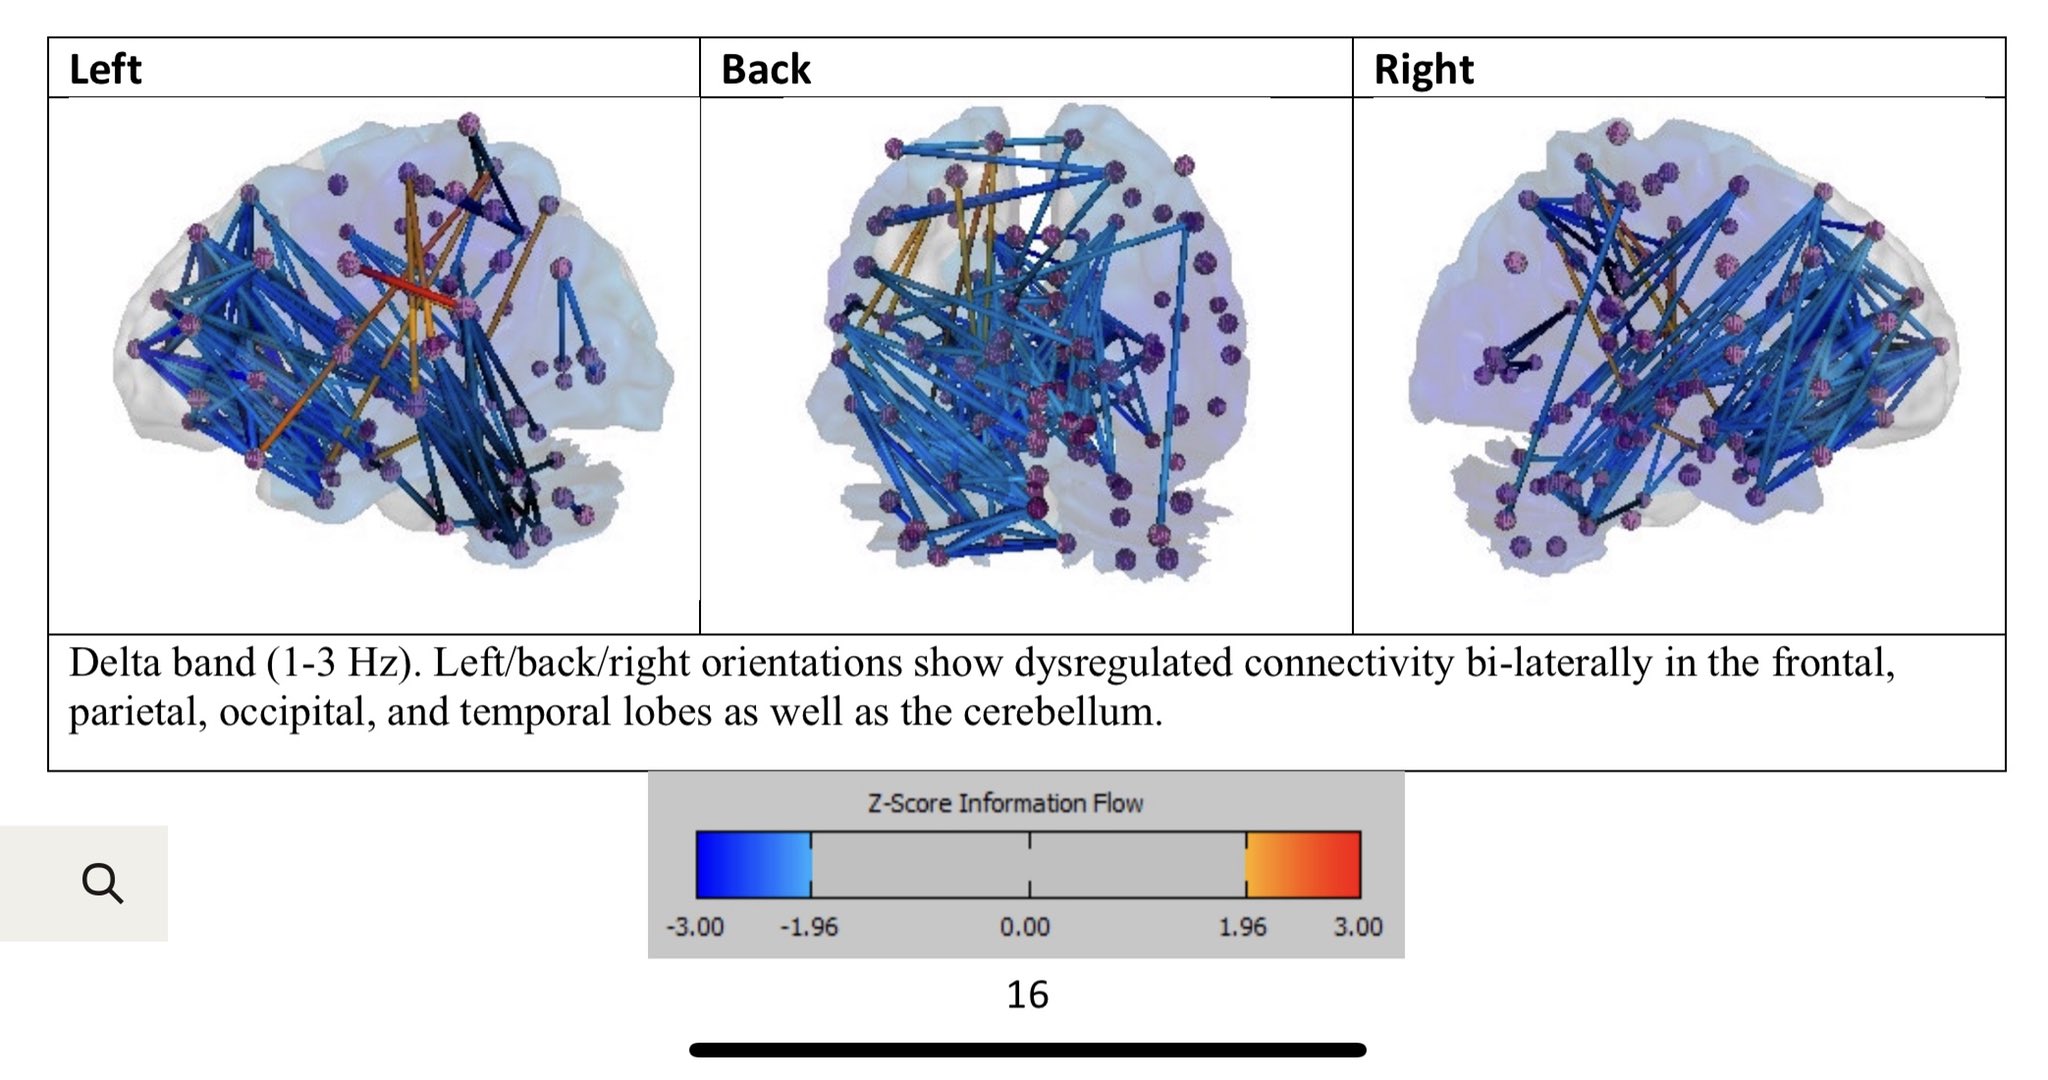 Left
Back
Right
Delta band (1-3 Hz). Left/back/right orientations show dysregulated connectivity bi-laterally in the frontal,
parietal, occipital, and temporal lobes as well as the cerebellum.
Z-Score Information Flow
-3.00 -1.96 0.00 1.96 3.00
16